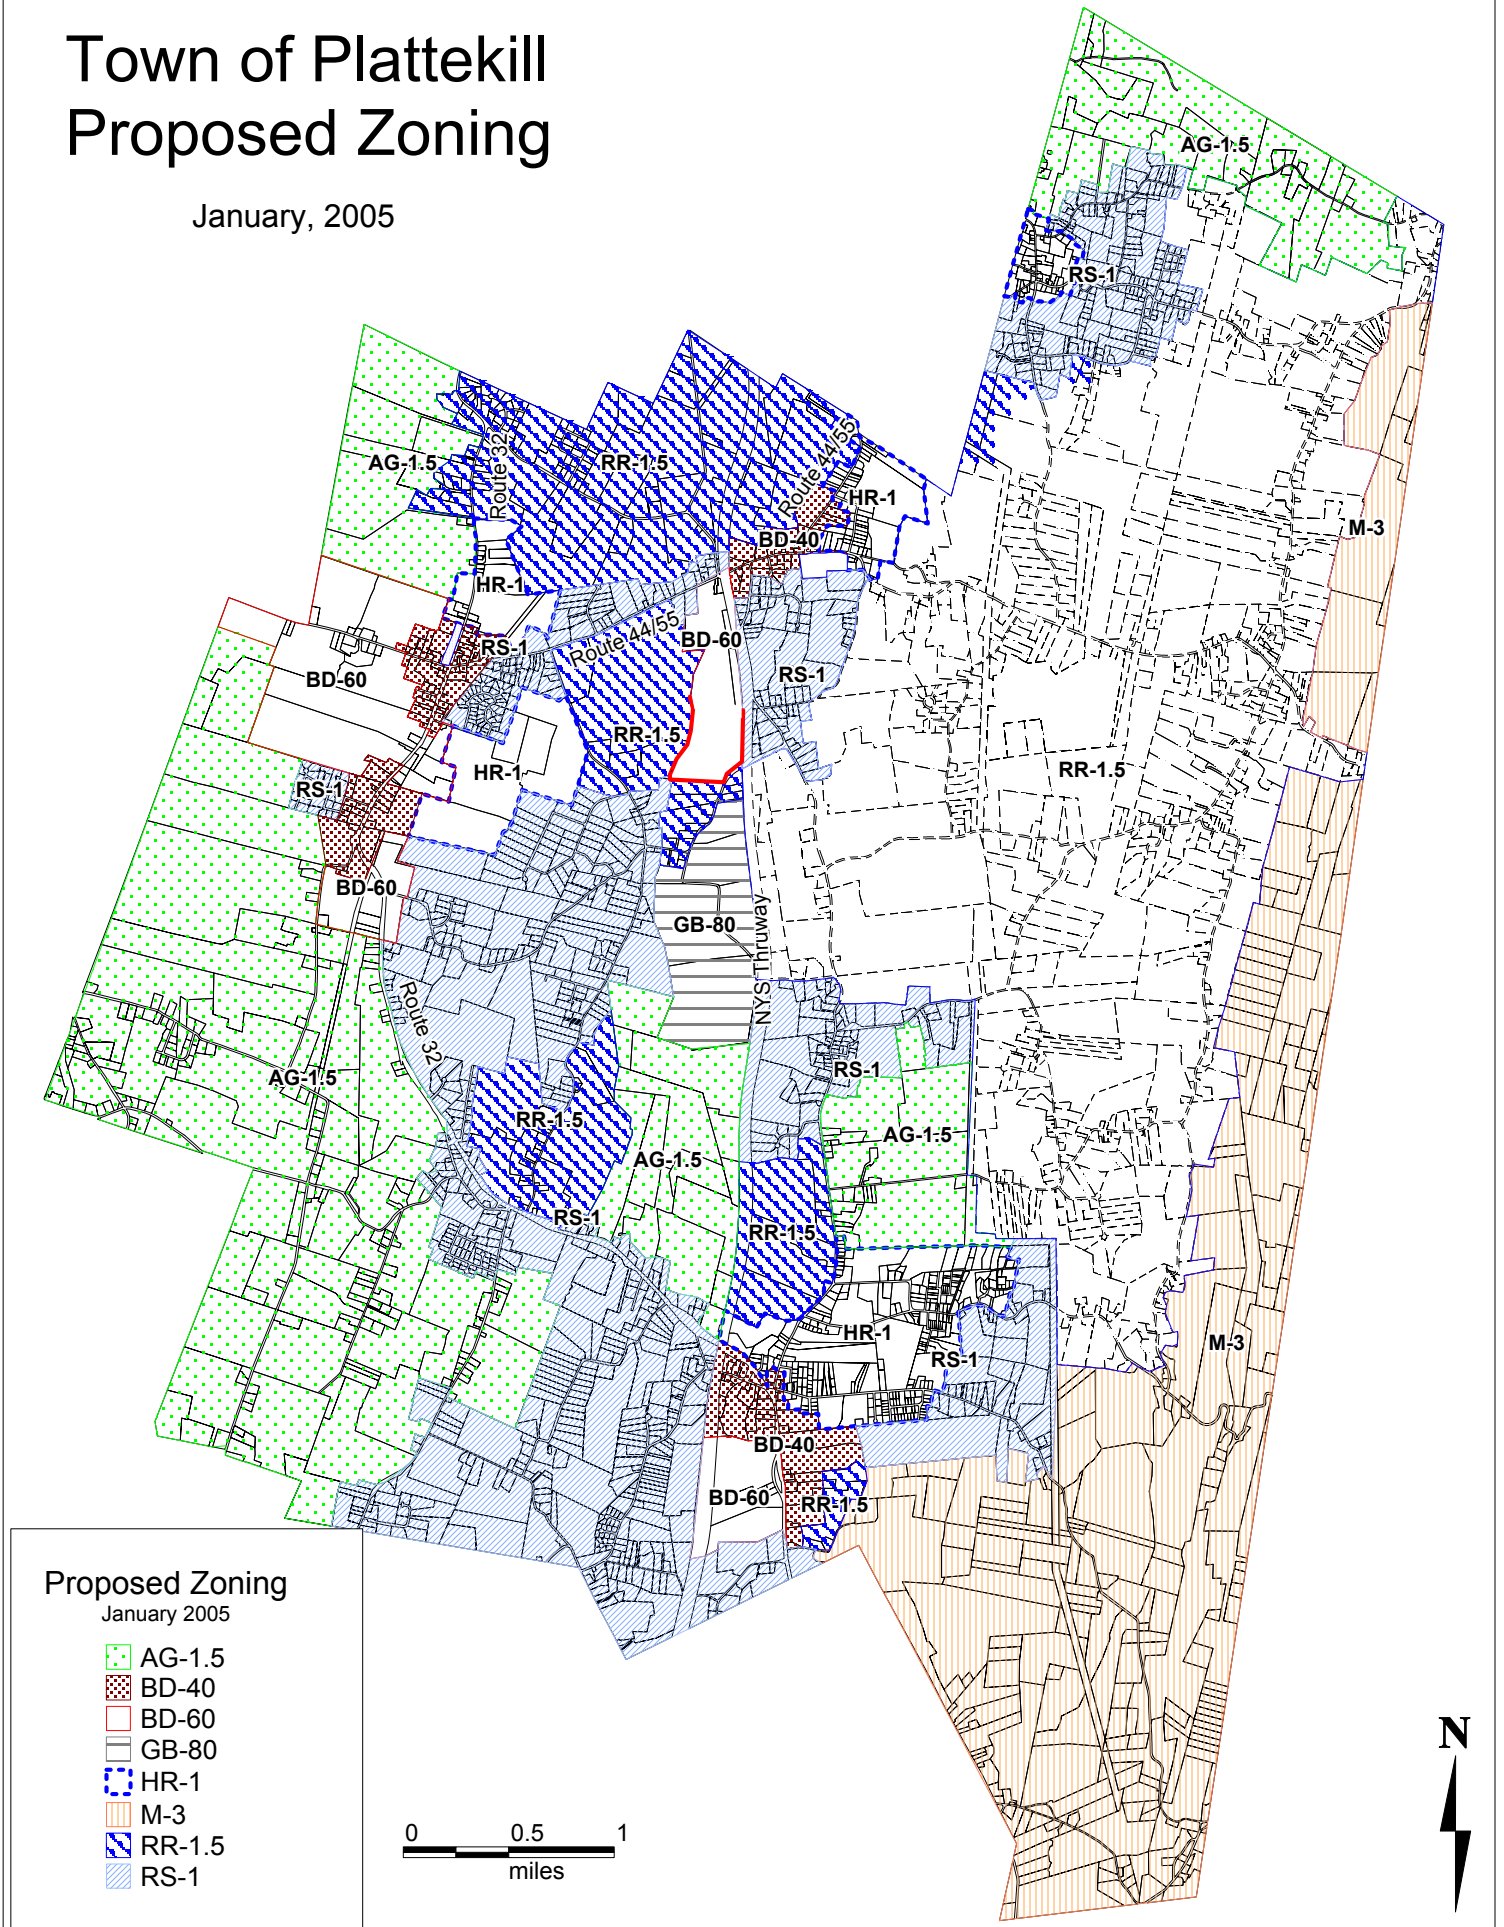 Town of Plattekill
Proposed Zoning
January, 2005
AG-1.5
RS-1
AG-1.5
Route 32
RR-1.5
Route 44/55
HR-1
M-3
BD-40
HR-1
RS-1
Route 44/55
BD-60
BD-60
RS-1
RR-1.5
HR-1
RR-1.5
RS-1
BD-60
GB-80
NYS Thruway
Route 32
AG-1.5
RS-1
RR-1.5
AG-1.5
AG-1.5
RS-1
RR-1.5
HR-1
RS-1
M-3
BD-40
BD-60
RR-1.5
Proposed Zoning
January 2005
AG-1.5
BD-40
BD-60
GB-80
HR-1
M-3
RR-1.5
RS-1
0 0.5 1
miles
N